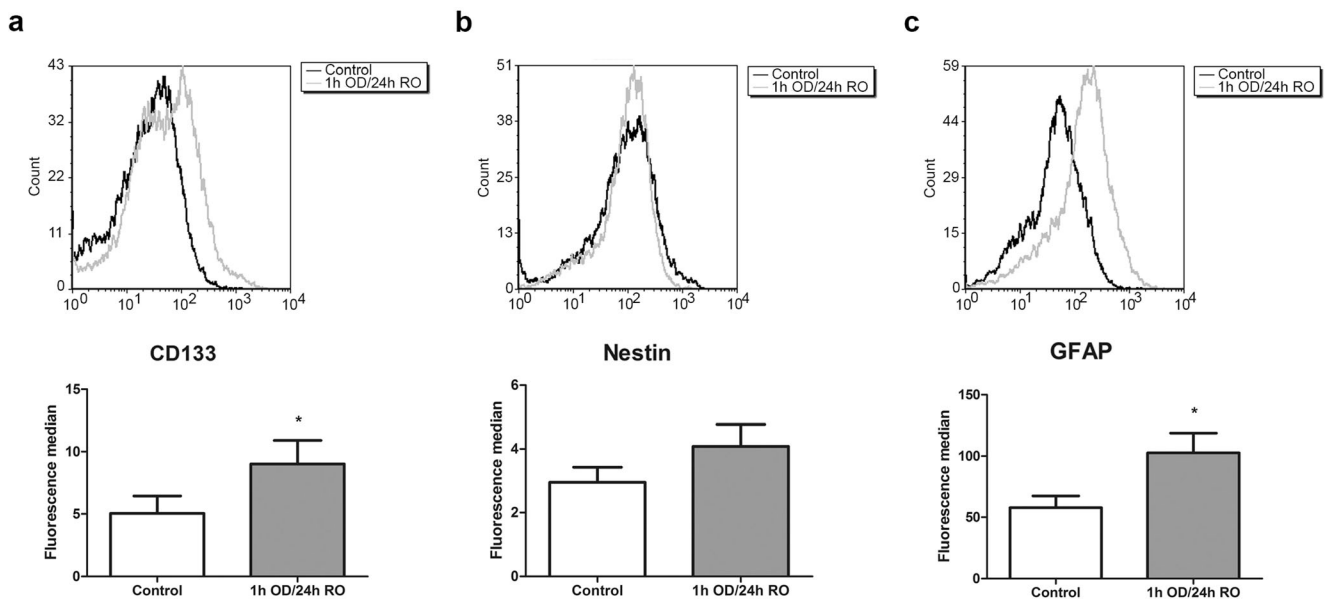 a
b
c
Control
1h OD/24h RO
Control
1h OD/24h RO
Control
1h OD/24h RO
43
32
22
11
0
Count
10^0 10^1 10^2 10^3 10^4
51
38
25
13
0
Count
10^0 10^1 10^2 10^3 10^4
59
44
29
15
0
Count
10^0 10^1 10^2 10^3 10^4
CD133
Nestin
GFAP
15
10
5
0
Fluorescence median
*
Control 1h OD/24h RO
6
4
2
0
Fluorescence median
Control 1h OD/24h RO
150
100
50
0
Fluorescence median
*
Control 1h OD/24h RO